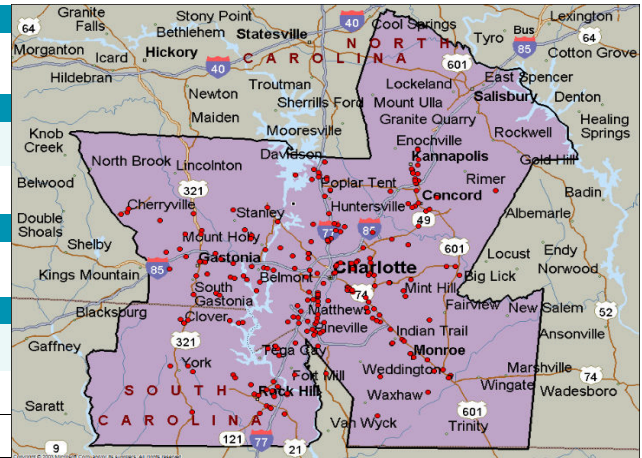 Granite
Falls
Stony Point
40
Cool Springs
Lexington
64
Bethlehem
Statesville
Tyro
Bus
85
64
Morganton
Icard
Hickory
NORTH
CAROLINA
Cotton Grove
40
601
Hildebran
Troutman
East Spencer
Newton
Lockeland
Salisbury
Denton
Sherrills Ford
Mount Ulla
Maiden
Granite Quarry
Healing
Springs
Mooresville
Rockwell
Knob
Creek
Enochville
Kannapolis
Davidson
North Brook
Lincolnton
Gold Hill
Poplar Tent
Rimer
Belwood
321
Concord
Badin
Cherryville
Huntersville
Stanley
49
Albemarle
Double
Shoals
77
85
Mount Holly
Shelby
601
Locust
Endy
Gastonia
Charlotte
Norwood
Kings Mountain
85
Belmont
Big Lick
South
Gastonia
74
Mint Hill
Matthews
Fairview
New Salem
52
Blacksburg
Clover
Pineville
Indian Trail
Ansonville
Gaffney
321
Tega Cay
Monroe
York
Weddington
Marshville
Fort Mill
74
Wingate
SOUTH
CAROLINA
Rock Hill
Waxhaw
Wadesboro
Saratt
601
Van Wyck
Trinity
9
121
77
21